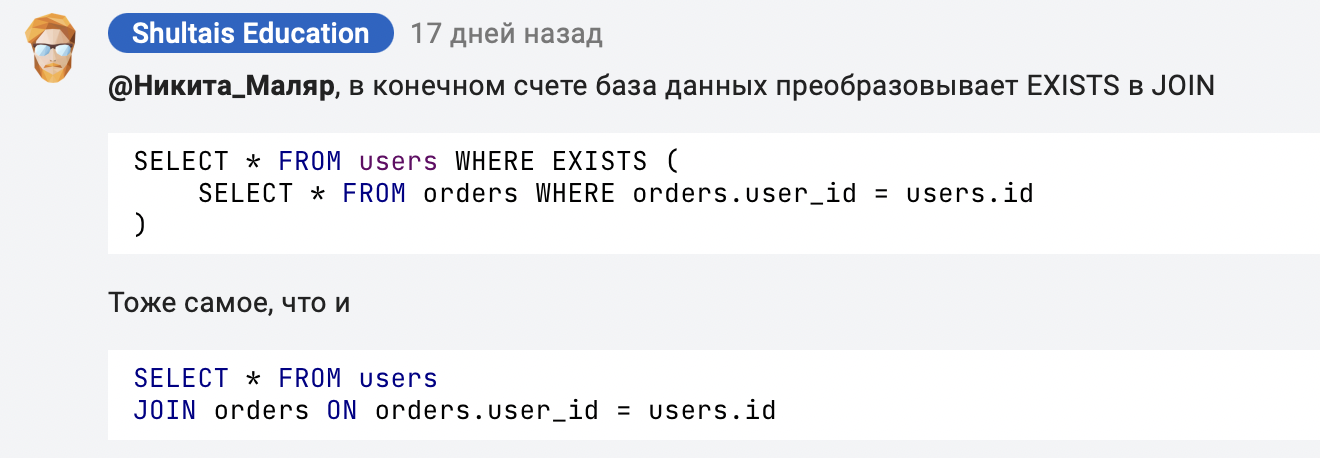 Shultais Education 17 дней назад
@Никита_Маляр, в конечном счете база данных преобразовывает EXISTS в JOIN
SELECT * FROM users WHERE EXISTS (
    SELECT * FROM orders WHERE orders.user_id = users.id
)
Тоже самое, что и
SELECT * FROM users
JOIN orders ON orders.user_id = users.id